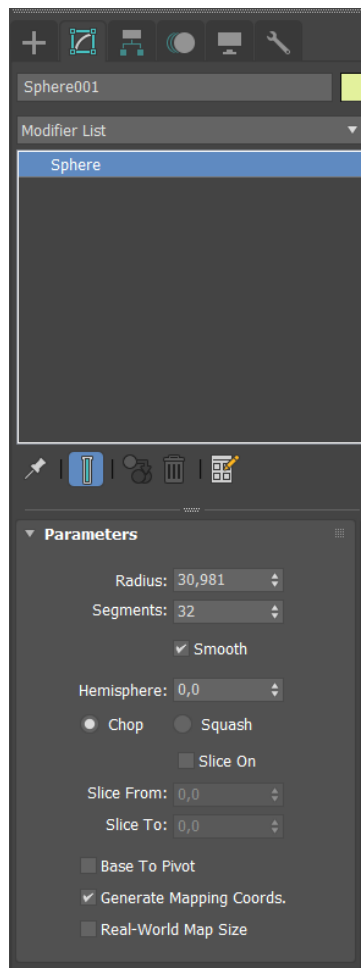 Sphere001
Modifier List
Sphere
Parameters
Radius: 30,981
Segments: 32
Smooth
Hemisphere: 0,0
Chop Squash
Slice On
Slice From: 0,0
Slice To: 0,0
Base To Pivot
Generate Mapping Coords.
Real-World Map Size